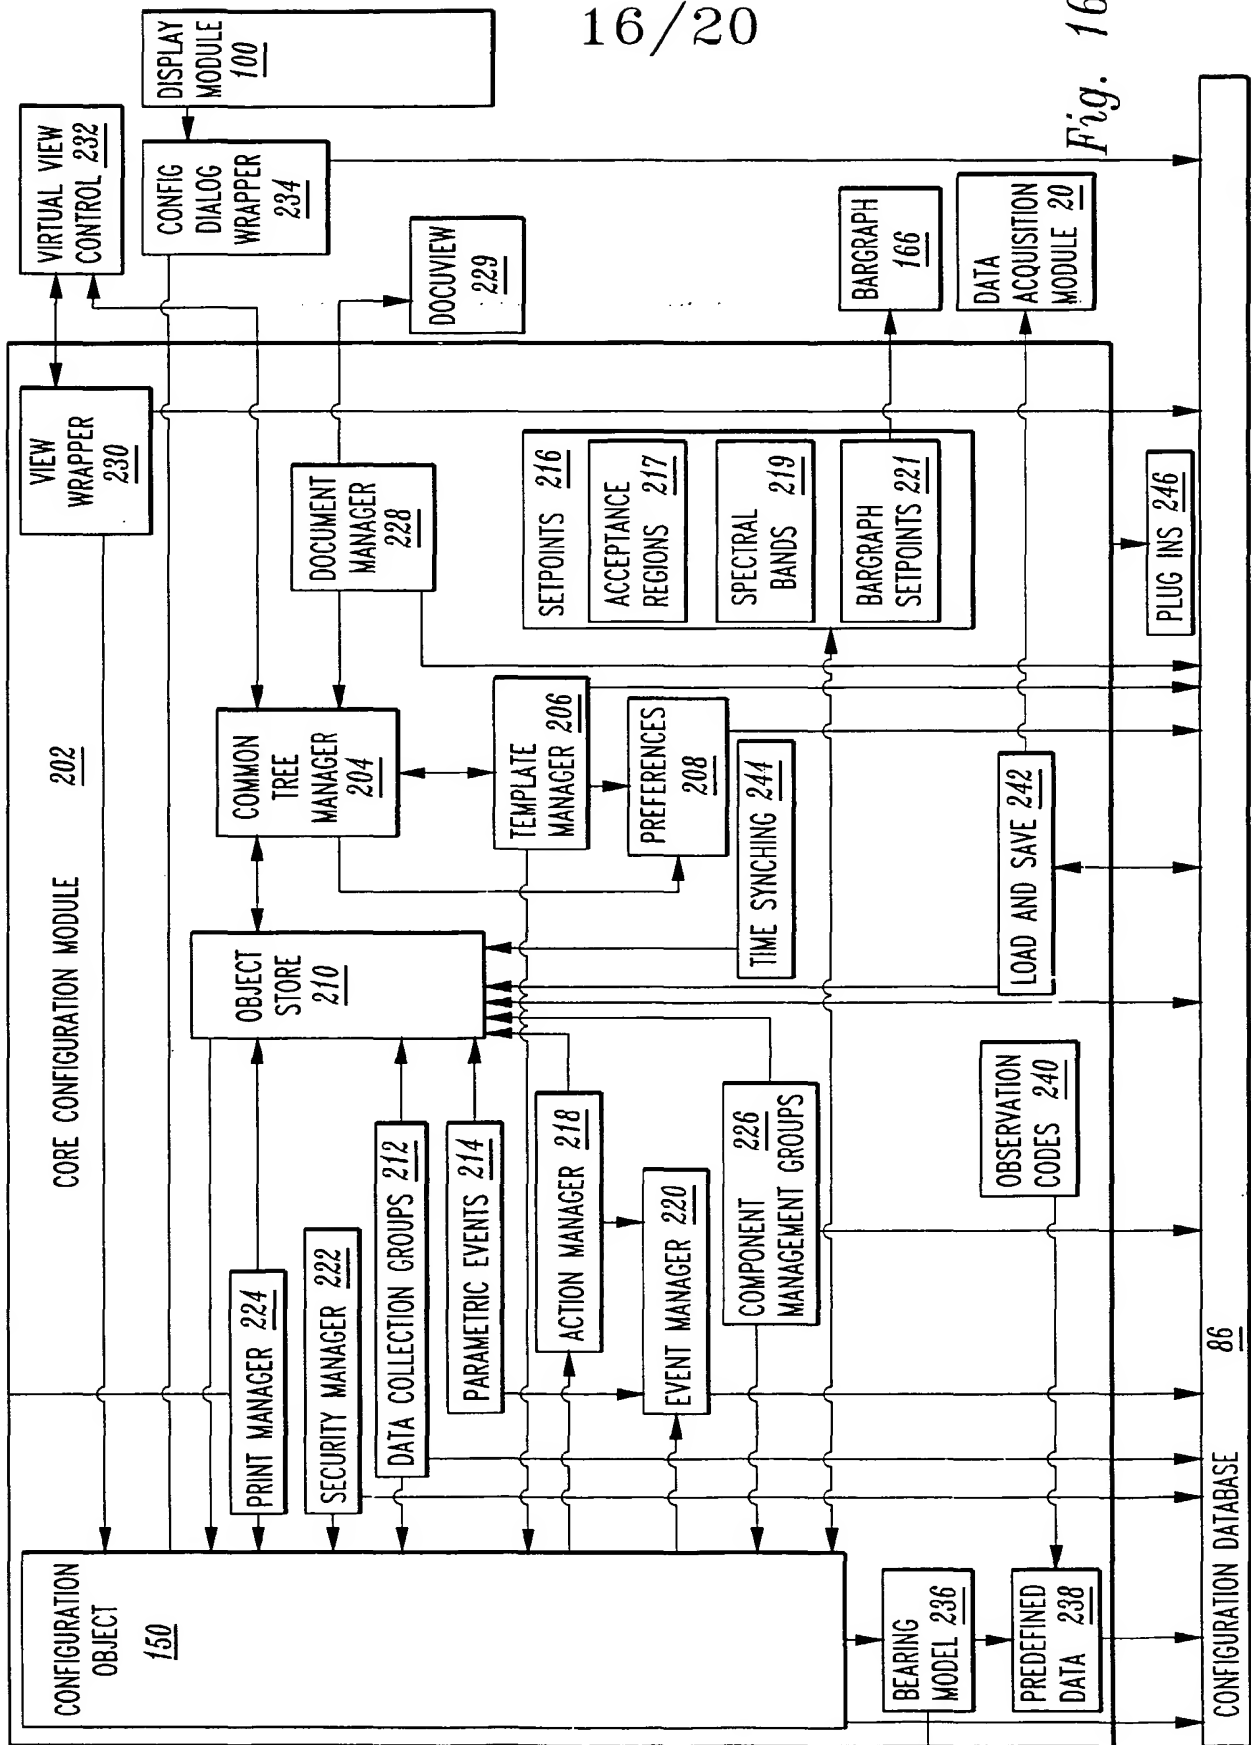 16/20
Fig. 16
DISPLAY
MODULE
100
VIRTUAL VIEW
CONTROL 232
CONFIG
DIALOG
WRAPPER
234
DOCUVIEW
229
BARGRAPH
166
DATA
ACQUISITION
MODULE 20
CORE CONFIGURATION MODULE 202
VIEW
WRAPPER
230
DOCUMENT
MANAGER
228
SETPOINTS 216
ACCEPTANCE
REGIONS 217
SPECTRAL
BANDS 219
BARGRAPH
SETPOINTS 221
PLUG INS 246
COMMON
TREE
MANAGER
204
TEMPLATE
MANAGER 206
PREFERENCES
208
TIME SYNCHING 244
LOAD AND SAVE 242
OBJECT
STORE
210
PRINT MANAGER 224
SECURITY MANAGER 222
DATA COLLECTION GROUPS 212
PARAMETRIC EVENTS 214
ACTION MANAGER 218
EVENT MANAGER 220
COMPONENT 226
MANAGEMENT GROUPS
OBSERVATION
CODES 240
CONFIGURATION
OBJECT
150
BEARING
MODEL 236
PREDEFINED
DATA 238
CONFIGURATION DATABASE 86